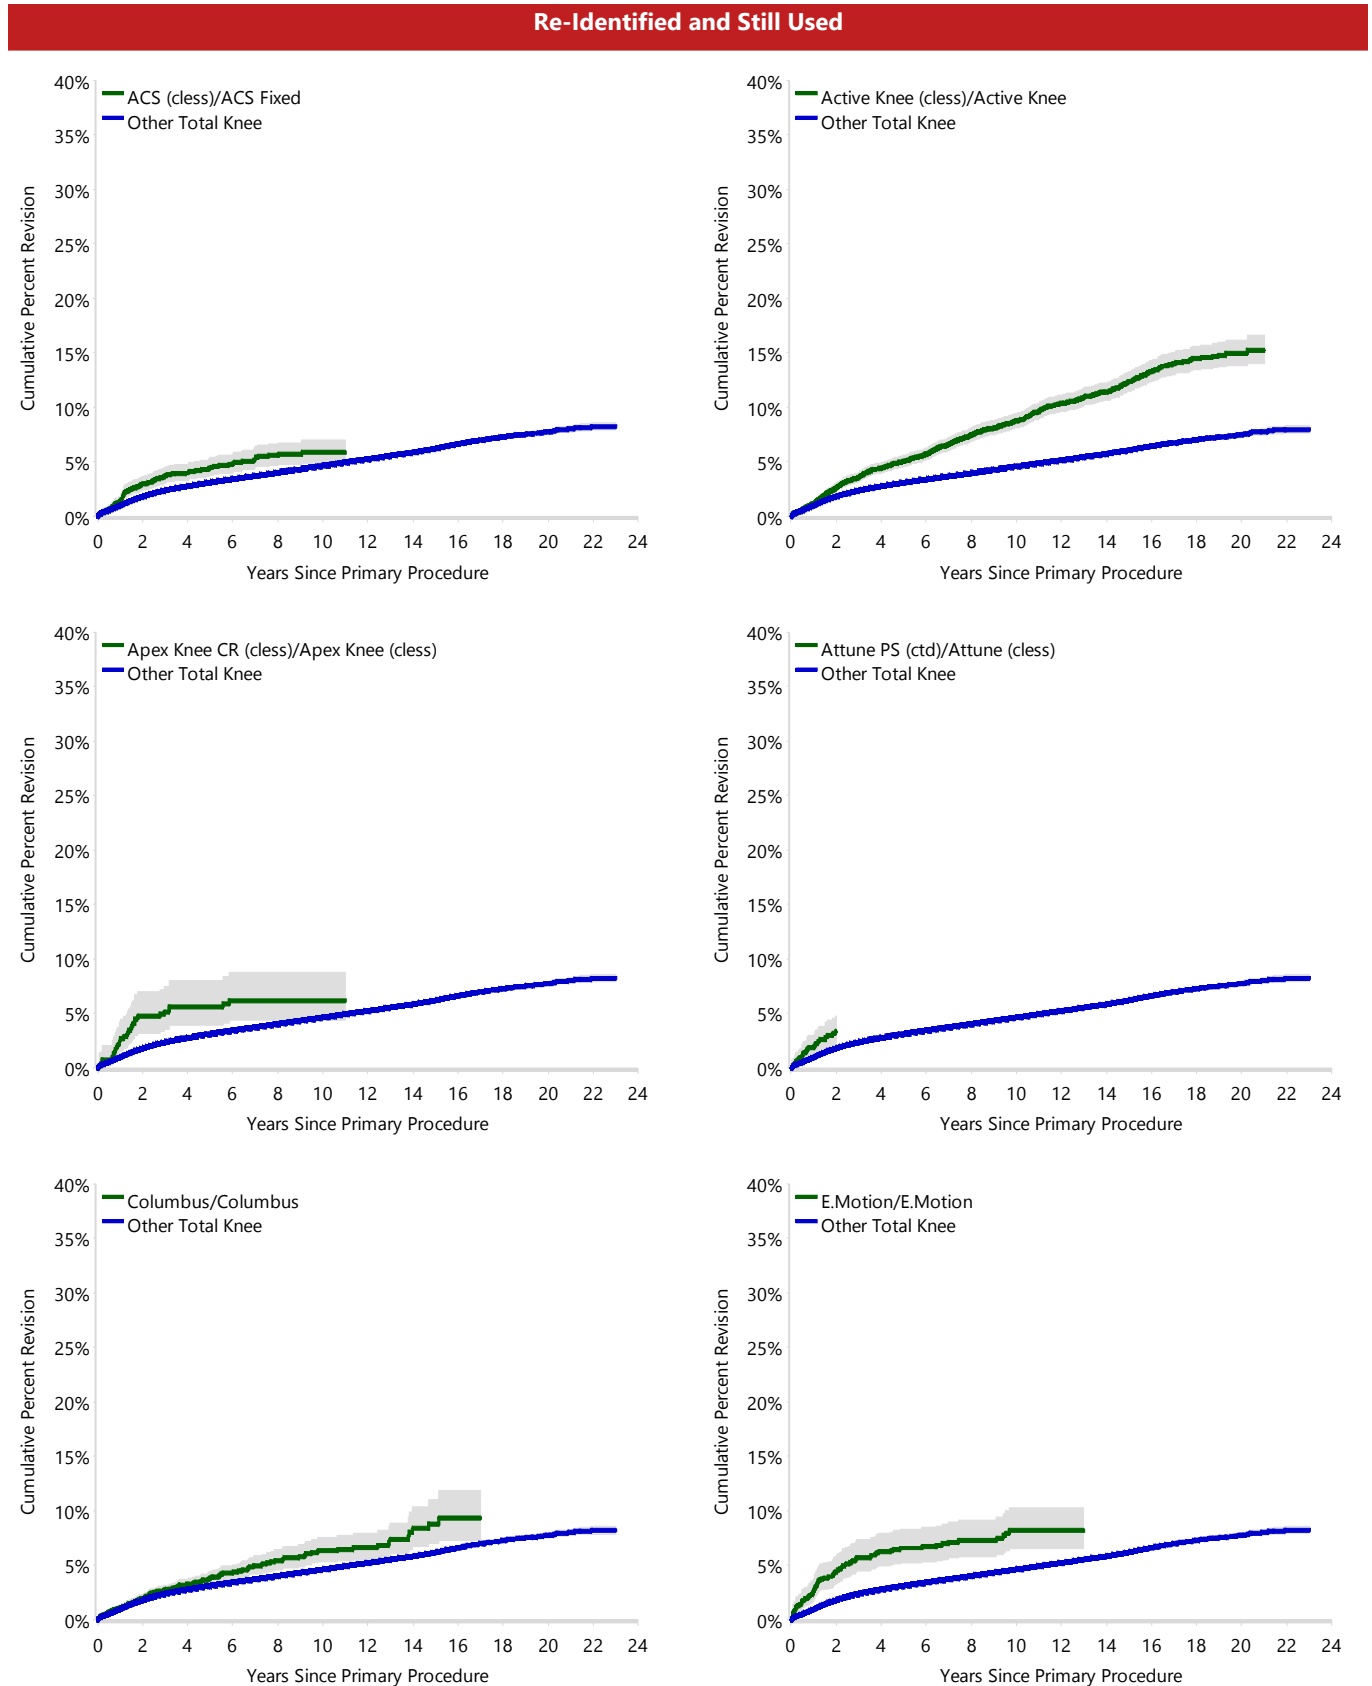 Re-Identified and Still Used
ACS (cless)/ACS Fixed
Other Total Knee
Cumulative Percent Revision
40%
35%
30%
25%
20%
15%
10%
5%
0%
0 2 4 6 8 10 12 14 16 18 20 22 24
Years Since Primary Procedure
Active Knee (cless)/Active Knee
Other Total Knee
Cumulative Percent Revision
40%
35%
30%
25%
20%
15%
10%
5%
0%
0 2 4 6 8 10 12 14 16 18 20 22 24
Years Since Primary Procedure
Apex Knee CR (cless)/Apex Knee (cless)
Other Total Knee
Cumulative Percent Revision
40%
35%
30%
25%
20%
15%
10%
5%
0%
0 2 4 6 8 10 12 14 16 18 20 22 24
Years Since Primary Procedure
Attune PS (ctd)/Attune (cless)
Other Total Knee
Cumulative Percent Revision
40%
35%
30%
25%
20%
15%
10%
5%
0%
0 2 4 6 8 10 12 14 16 18 20 22 24
Years Since Primary Procedure
Columbus/Columbus
Other Total Knee
Cumulative Percent Revision
40%
35%
30%
25%
20%
15%
10%
5%
0%
0 2 4 6 8 10 12 14 16 18 20 22 24
Years Since Primary Procedure
E.Motion/E.Motion
Other Total Knee
Cumulative Percent Revision
40%
35%
30%
25%
20%
15%
10%
5%
0%
0 2 4 6 8 10 12 14 16 18 20 22 24
Years Since Primary Procedure